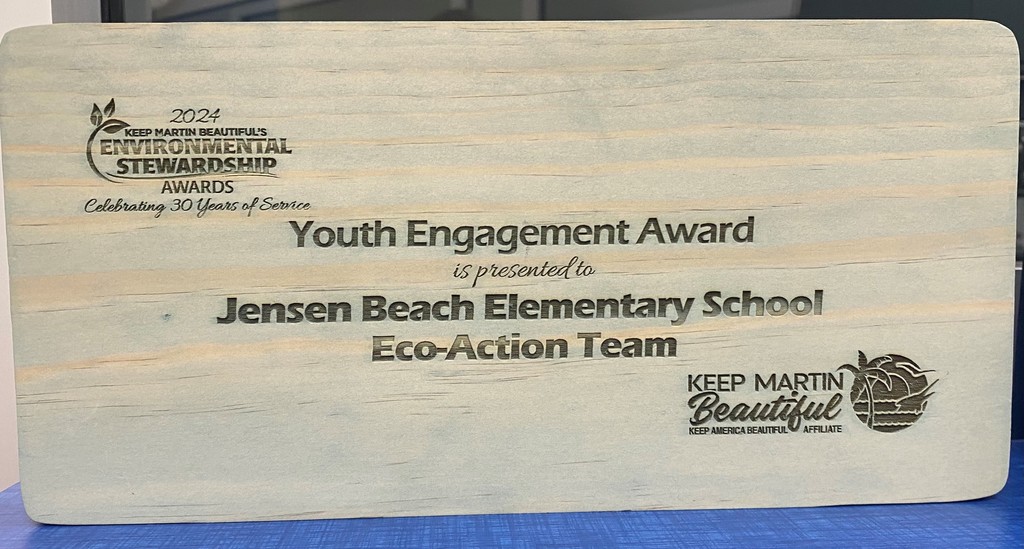 2024
KEEP MARTIN BEAUTIFUL'S
ENVIRONMENTAL
STEWARDSHIP
AWARDS
Celebrating 30 Years of Service
Youth Engagement Award
is presented to
Jensen Beach Elementary School
Eco-Action Team
KEEP MARTIN
Beautiful
KEEP AMERICA BEAUTIFUL AFFILIATE